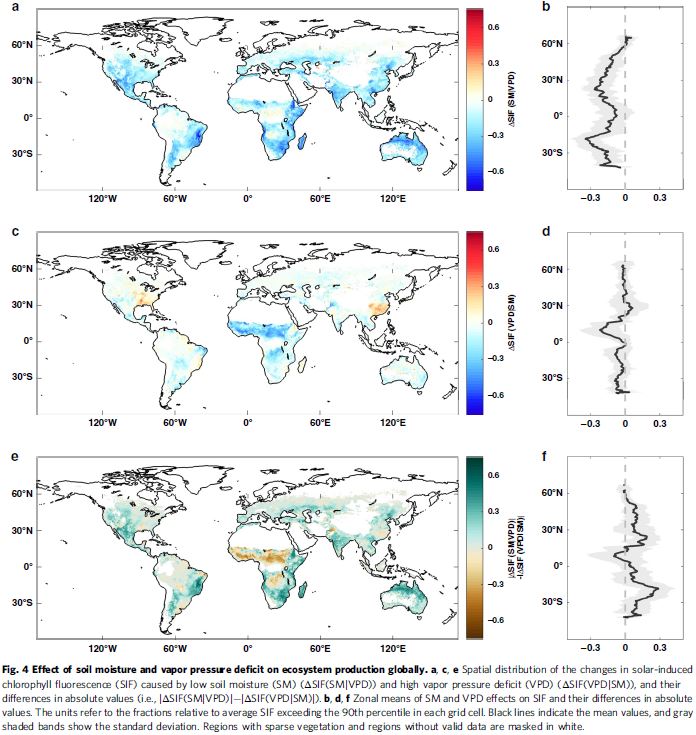 a
b
60°N
30°N
0°
30°S
120°W
60°W
0°
60°E
120°E
0.6
0.3
0
−0.3
−0.6
ΔSIF (SM|VPD)
60°N
30°N
0°
30°S
−0.3
0
0.3
c
d
60°N
30°N
0°
30°S
120°W
60°W
0°
60°E
120°E
0.6
0.3
0
−0.3
−0.6
ΔSIF (VPD|SM)
60°N
30°N
0°
30°S
−0.3
0
0.3
e
f
60°N
30°N
0°
30°S
120°W
60°W
0°
60°E
120°E
0.6
0.3
0
−0.3
−0.6
|ΔSIF (SM|VPD)|
-|ΔSIF (VPD|SM)|
60°N
30°N
0°
30°S
−0.3
0
0.3
Fig. 4 Effect of soil moisture and vapor pressure deficit on ecosystem production globally. a, c, e Spatial distribution of the changes in solar-induced
chlorophyll fluorescence (SIF) caused by low soil moisture (SM) (ΔSIF(SM|VPD)) and high vapor pressure deficit (VPD) (ΔSIF(VPD|SM)), and their
differences in absolute values (i.e., |ΔSIF(SM|VPD)|−|ΔSIF(VPD|SM)|). b, d, f Zonal means of SM and VPD effects on SIF and their differences in absolute
values. The units refer to the fractions relative to average SIF exceeding the 90th percentile in each grid cell. Black lines indicate the mean values, and gray
shaded bands show the standard deviation. Regions with sparse vegetation and regions without valid data are masked in white.